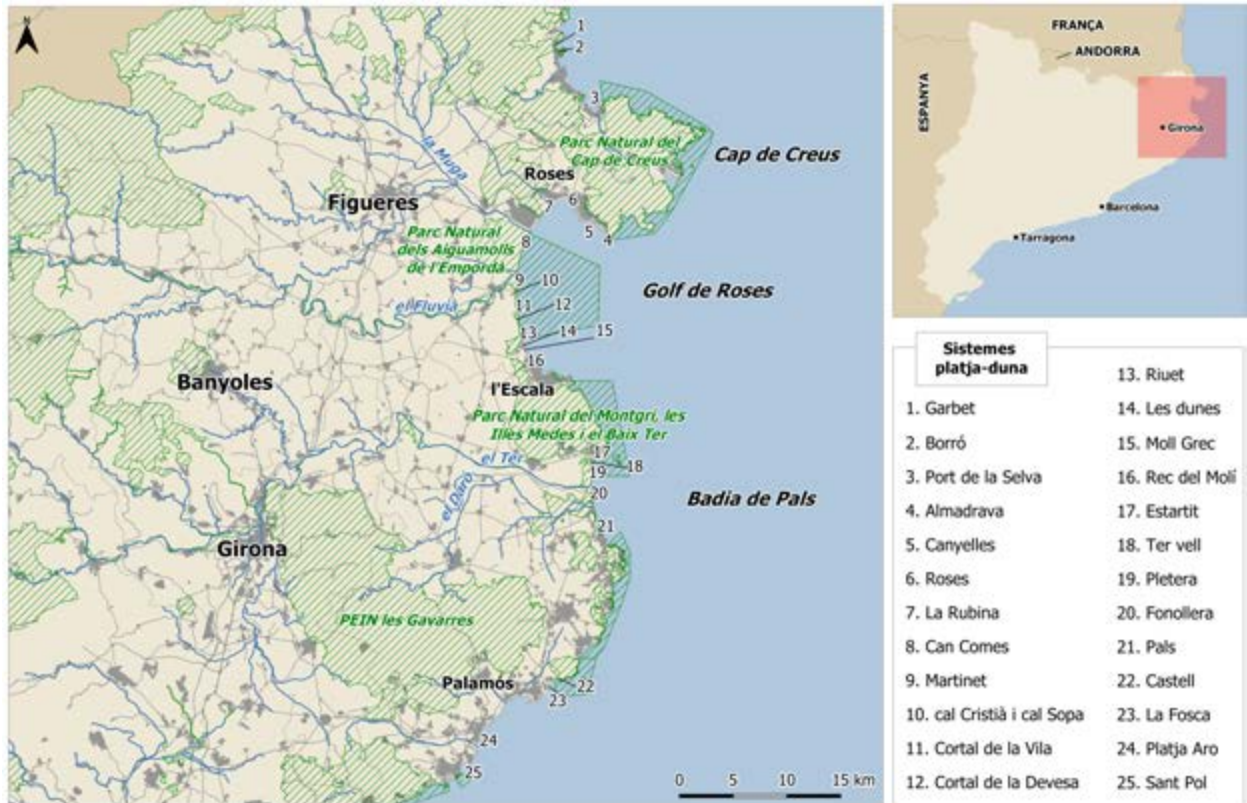 N
1
2
3
Parc Natural del
Cap de Creus
Cap de Creus
la Muga
Roses
Figueres
6
7
5
4
8
Parc Natural
dels Aiguamolls
de l'Empordà
9
10
Golf de Roses
el Fluvià
11
12
13
14
15
16
Banyoles
l'Escala
Parc Natural del Montgrí, les
Illes Medes i el Baix Ter
17
el Ter
19
18
el Daró
20
Badia de Pals
21
Girona
PEIN les Gavarres
Palamós
22
23
24
25
0 5 10 15 km
FRANÇA
ANDORRA
ESPANYA
Girona
Barcelona
Tarragona
Sistemes
platja-duna
1. Garbet
2. Borró
3. Port de la Selva
4. Almadrava
5. Canyelles
6. Roses
7. La Rubina
8. Can Comes
9. Martinet
10. cal Cristià i cal Sopa
11. Cortal de la Vila
12. Cortal de la Devesa
13. Riuet
14. Les dunes
15. Moll Grec
16. Rec del Molí
17. Estartit
18. Ter vell
19. Pletera
20. Fonollera
21. Pals
22. Castell
23. La Fosca
24. Platja Aro
25. Sant Pol